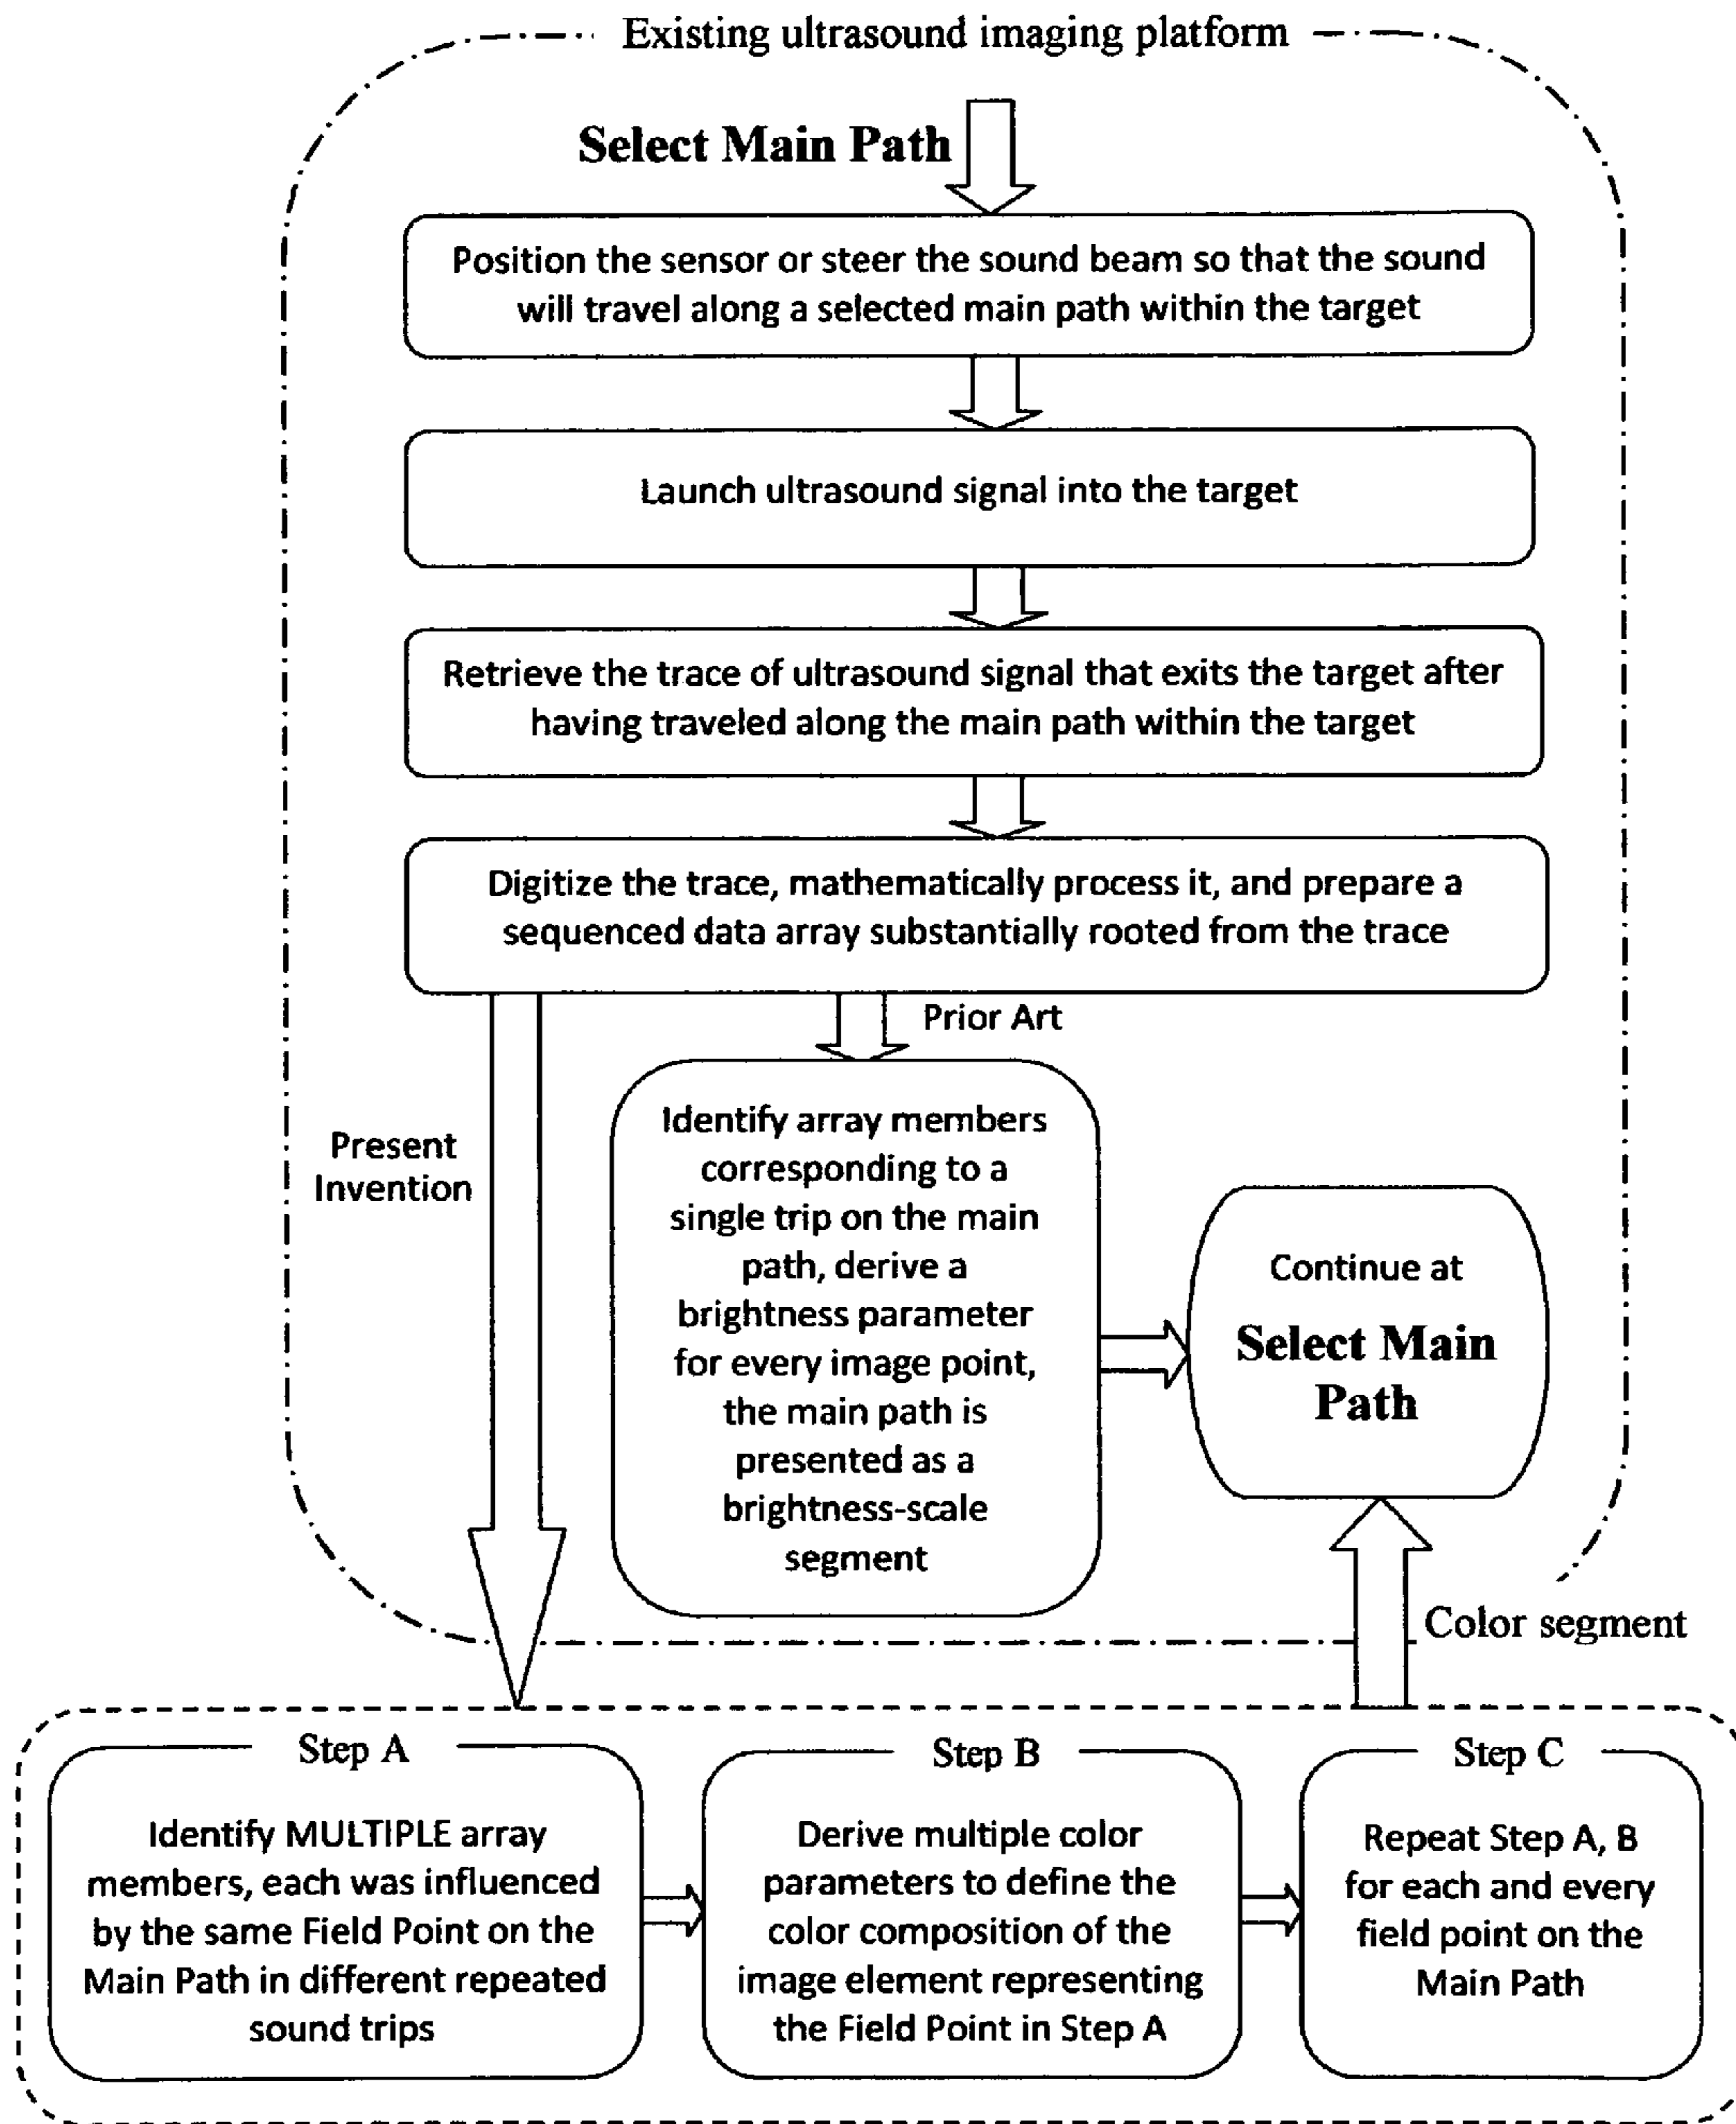 Existing ultrasound imaging platform
Select Main Path
Position the sensor or steer the sound beam so that the sound
will travel along a selected main path within the target
Launch ultrasound signal into the target
Retrieve the trace of ultrasound signal that exits the target after
having traveled along the main path within the target
Digitize the trace, mathematically process it, and prepare a
sequenced data array substantially rooted from the trace
Prior Art
Present
Invention
Identify array members
corresponding to a
single trip on the main
path, derive a
brightness parameter
for every image point,
the main path is
presented as a
brightness-scale
segment
Continue at
Select Main
Path
Color segment
Step A
Identify MULTIPLE array
members, each was influenced
by the same Field Point on the
Main Path in different repeated
sound trips
Step B
Derive multiple color
parameters to define the
color composition of the
image element representing
the Field Point in Step A
Step C
Repeat Step A, B
for each and every
field point on the
Main Path